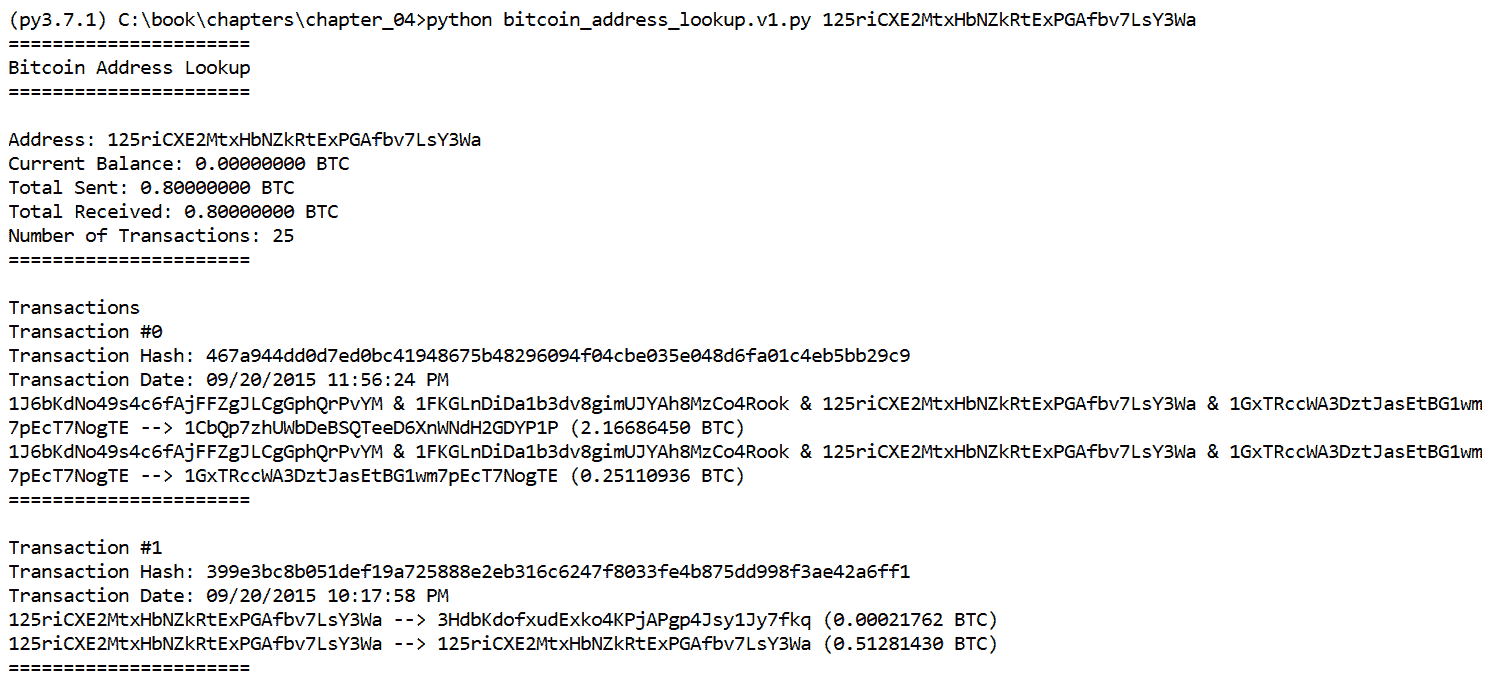 (py3.7.1) C:\book\chapters\chapter_04>python bitcoin_address_lookup.v1.py 125riCXE2MtxHbNZkRtExPGAfbv7LsY3Wa
======================
Bitcoin Address Lookup
======================
Address: 125riCXE2MtxHbNZkRtExPGAfbv7LsY3Wa
Current Balance: 0.00000000 BTC
Total Sent: 0.80000000 BTC
Total Received: 0.80000000 BTC
Number of Transactions: 25
======================
Transactions
Transaction #0
Transaction Hash: 467a944dd0d7ed0bc41948675b48296094f04cbe035e048d6fa01c4eb5bb29c9
Transaction Date: 09/20/2015 11:56:24 PM
1J6bKdNo49s4c6fAjFFZgJLCgGphQrPvYM & 1FKGLnDiDa1b3dv8gimUJYAh8MzCo4Rook & 125riCXE2MtxHbNZkRtExPGAfbv7LsY3Wa & 1GxTRccWA3DztJasEtBG1wm
7pEcT7NogTE --> 1CbQp7zhUWbDeBSQTeeD6XnWNdH2GDYP1P (2.16686450 BTC)
1J6bKdNo49s4c6fAjFFZgJLCgGphQrPvYM & 1FKGLnDiDa1b3dv8gimUJYAh8MzCo4Rook & 125riCXE2MtxHbNZkRtExPGAfbv7LsY3Wa & 1GxTRccWA3DztJasEtBG1wm
7pEcT7NogTE --> 1GxTRccWA3DztJasEtBG1wm7pEcT7NogTE (0.25110936 BTC)
======================
Transaction #1
Transaction Hash: 399e3bc8b051def19a725888e2eb316c6247f8033fe4b875dd998f3ae42a6ff1
Transaction Date: 09/20/2015 10:17:58 PM
125riCXE2MtxHbNZkRtExPGAfbv7LsY3Wa --> 3HdbKdofxudExko4KPjAPgp4Jsy1Jy7fkq (0.00021762 BTC)
125riCXE2MtxHbNZkRtExPGAfbv7LsY3Wa --> 125riCXE2MtxHbNZkRtExPGAfbv7LsY3Wa (0.51281430 BTC)
======================